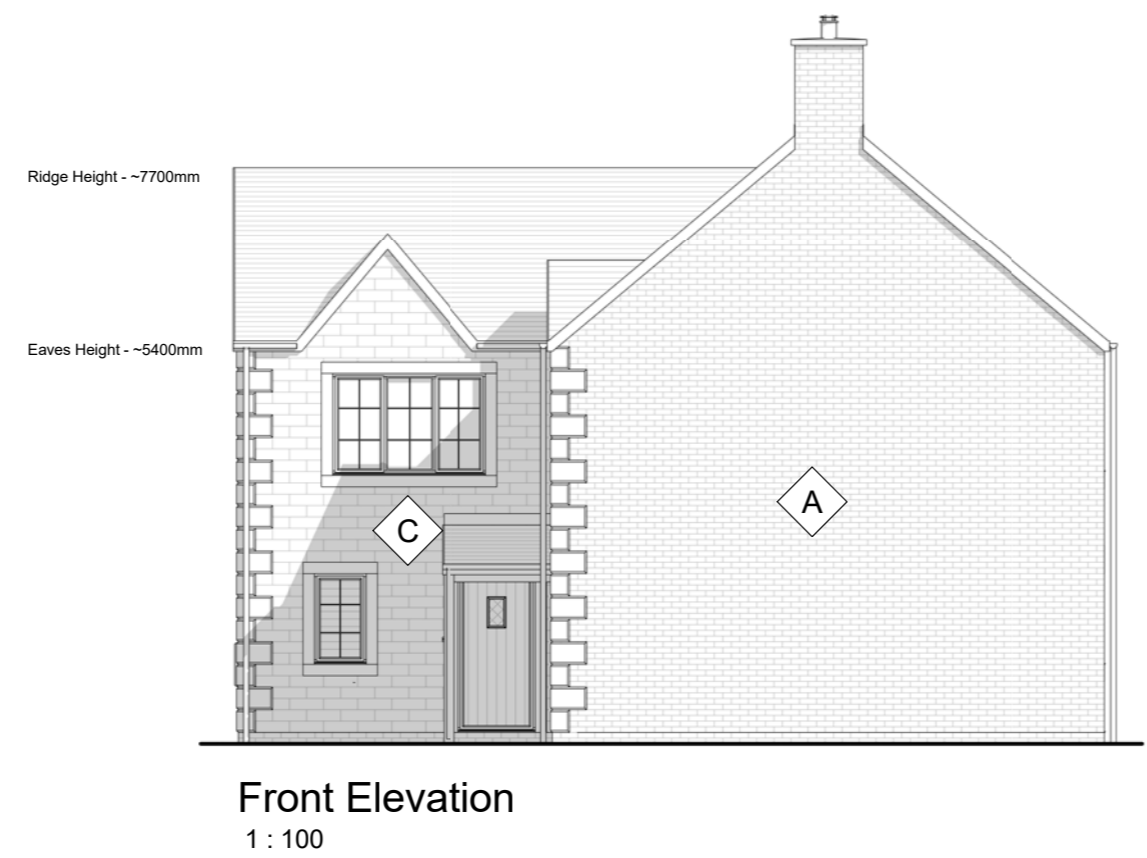 Ridge Height - ~7700mm
Eaves Height - ~5400mm
A
C
Front Elevation
1 : 100